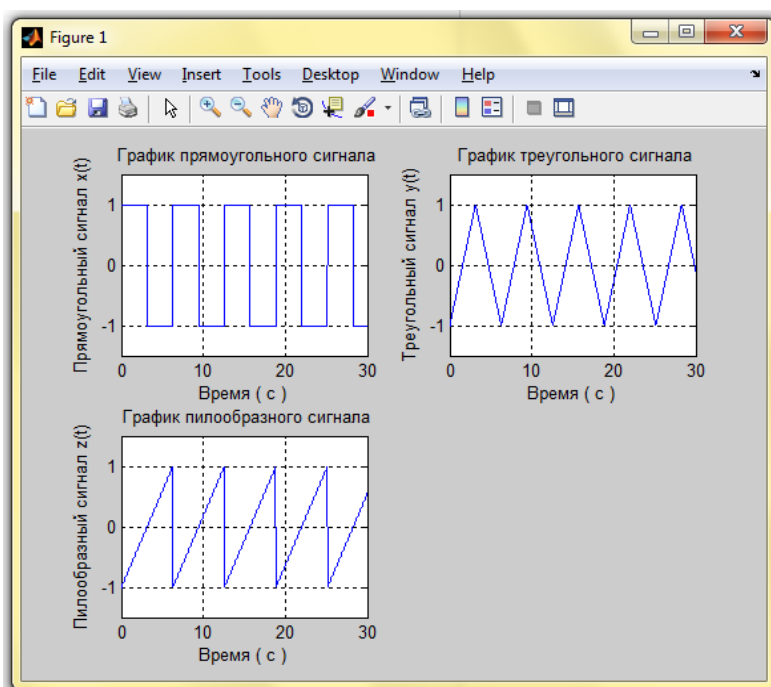 Figure 1
File Edit View Insert Tools Desktop Window Help
График прямоугольного сигнала
Прямоугольный сигнал x(t)
1
0
-1
0 10 20 30
Время ( с )
График треугольного сигнала
Треугольный сигнал y(t)
1
0
-1
0 10 20 30
Время ( с )
График пилообразного сигнала
Пилообразный сигнал z(t)
1
0
-1
0 10 20 30
Время ( с )